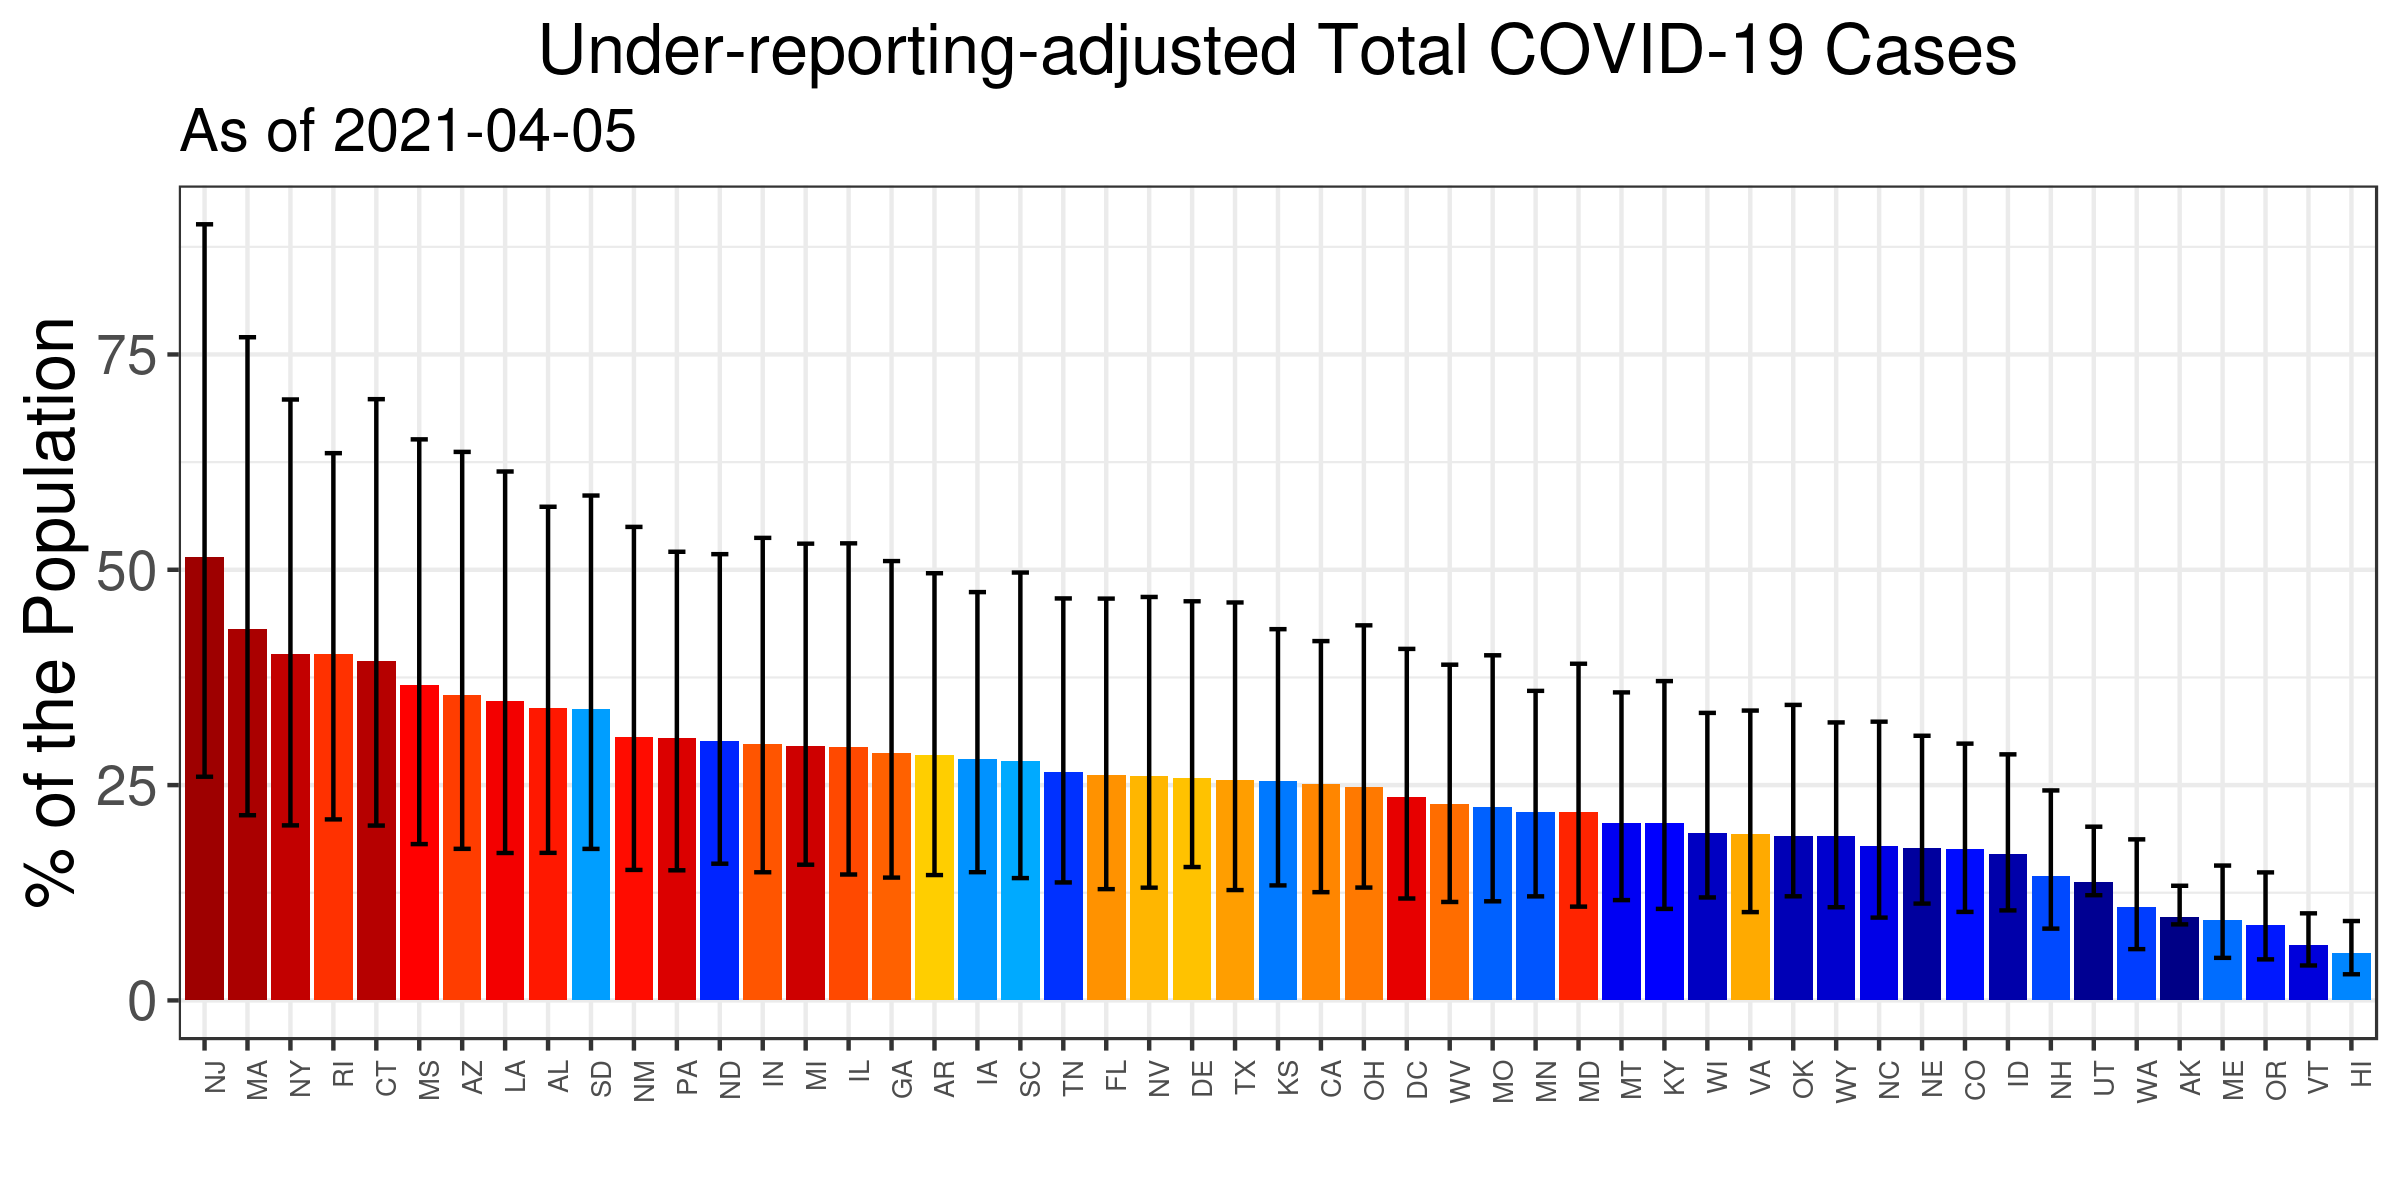 Under-reporting-adjusted Total COVID-19 Cases
As of 2021-04-05
% of the Population
75
50
25
0
NJ MA NY RI CT MS AZ LA AL SD NM PA ND IN MI IL GA AR IA SC TN FL NV DE TX KS CA OH DC WV MO MN MD MT KY WI VA OK WY NC NE CO ID NH UT WA AK ME OR VT HI